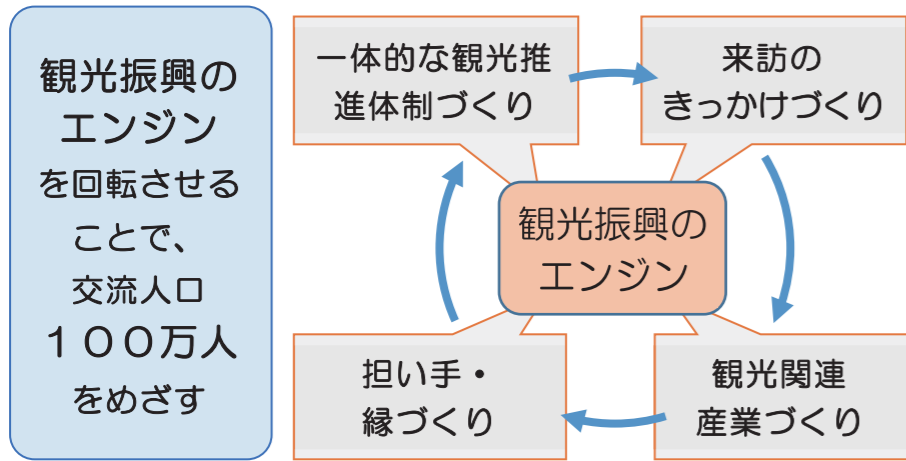 観光振興の
エンジン
を回転させる
ことで、
交流人口
１００万人
をめざす
一体的な観光推
進体制づくり
来訪の
きっかけづくり
観光振興の
エンジン
担い手・
縁づくり
観光関連
産業づくり